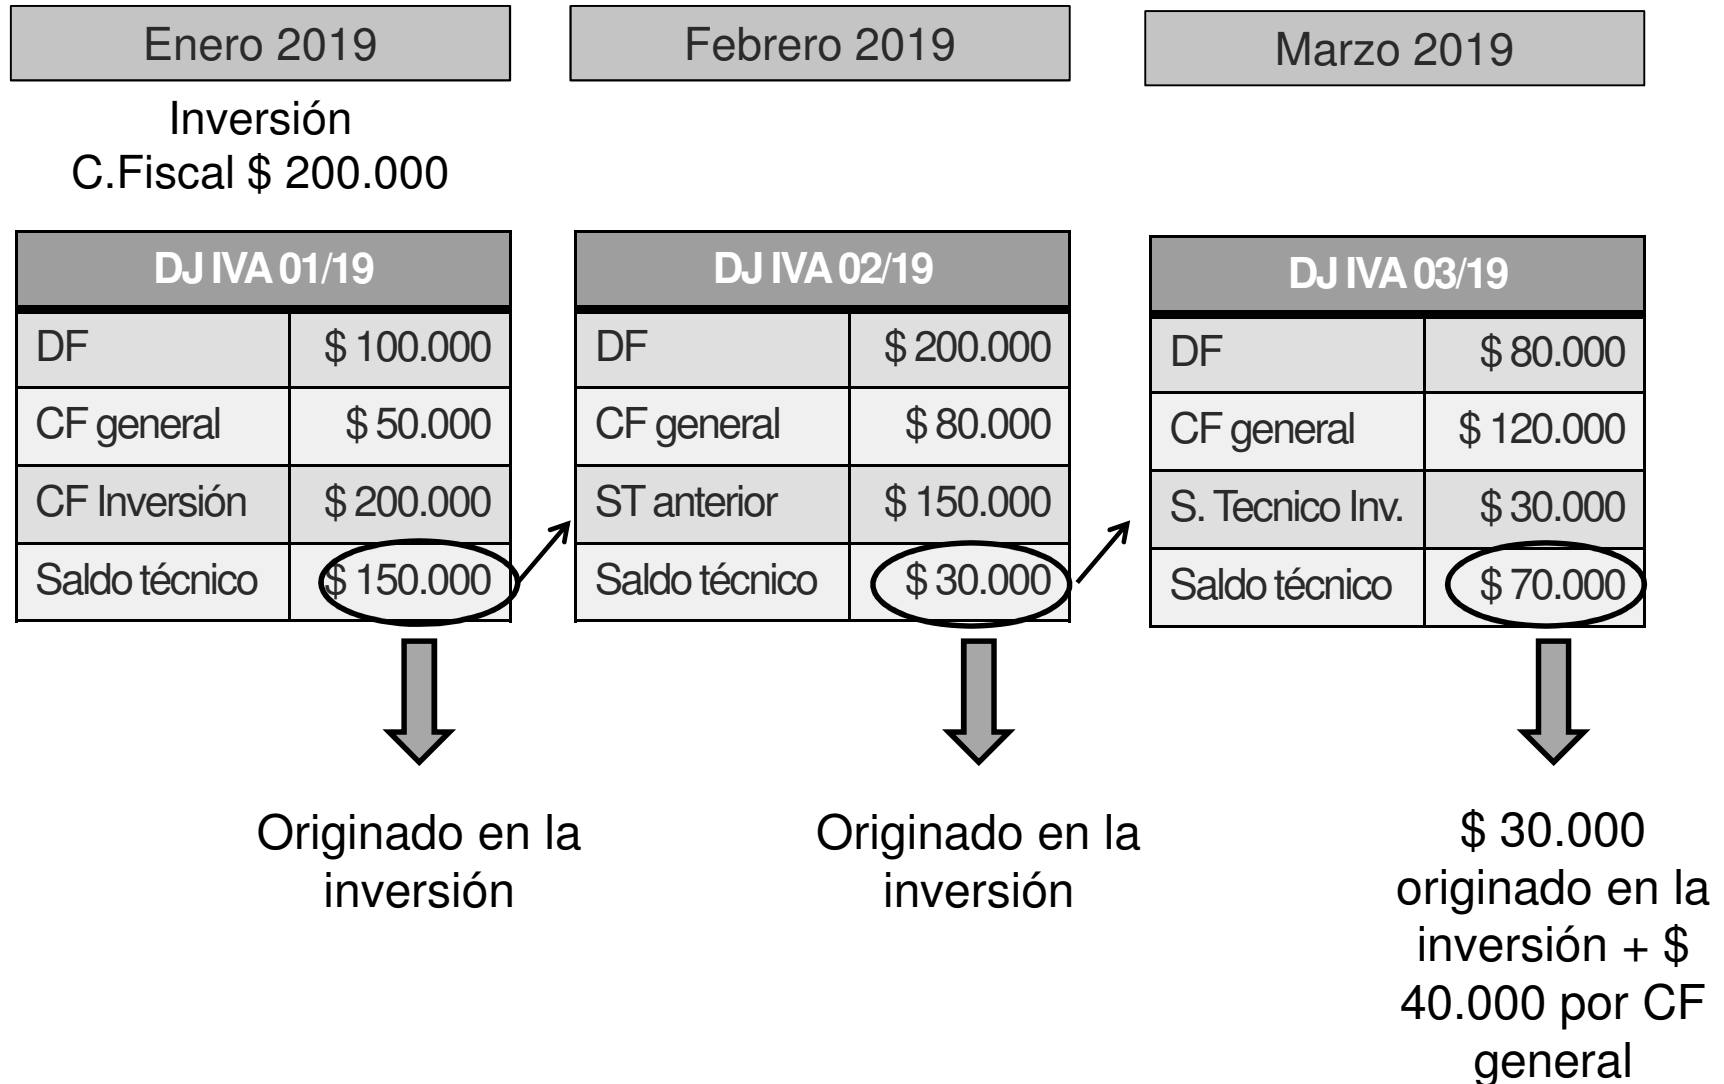 Enero 2019
Inversión
C.Fiscal $ 200.000
DJ IVA 01/19
DF $ 100.000
CF general $ 50.000
CF Inversión $ 200.000
Saldo técnico $ 150.000
Originado en la
inversión
Febrero 2019
DJ IVA 02/19
DF $ 200.000
CF general $ 80.000
ST anterior $ 150.000
Saldo técnico $ 30.000
Originado en la
inversión
Marzo 2019
DJ IVA 03/19
DF $ 80.000
CF general $ 120.000
S. Tecnico Inv. $ 30.000
Saldo técnico $ 70.000
$ 30.000
originado en la
inversión + $
40.000 por CF
general